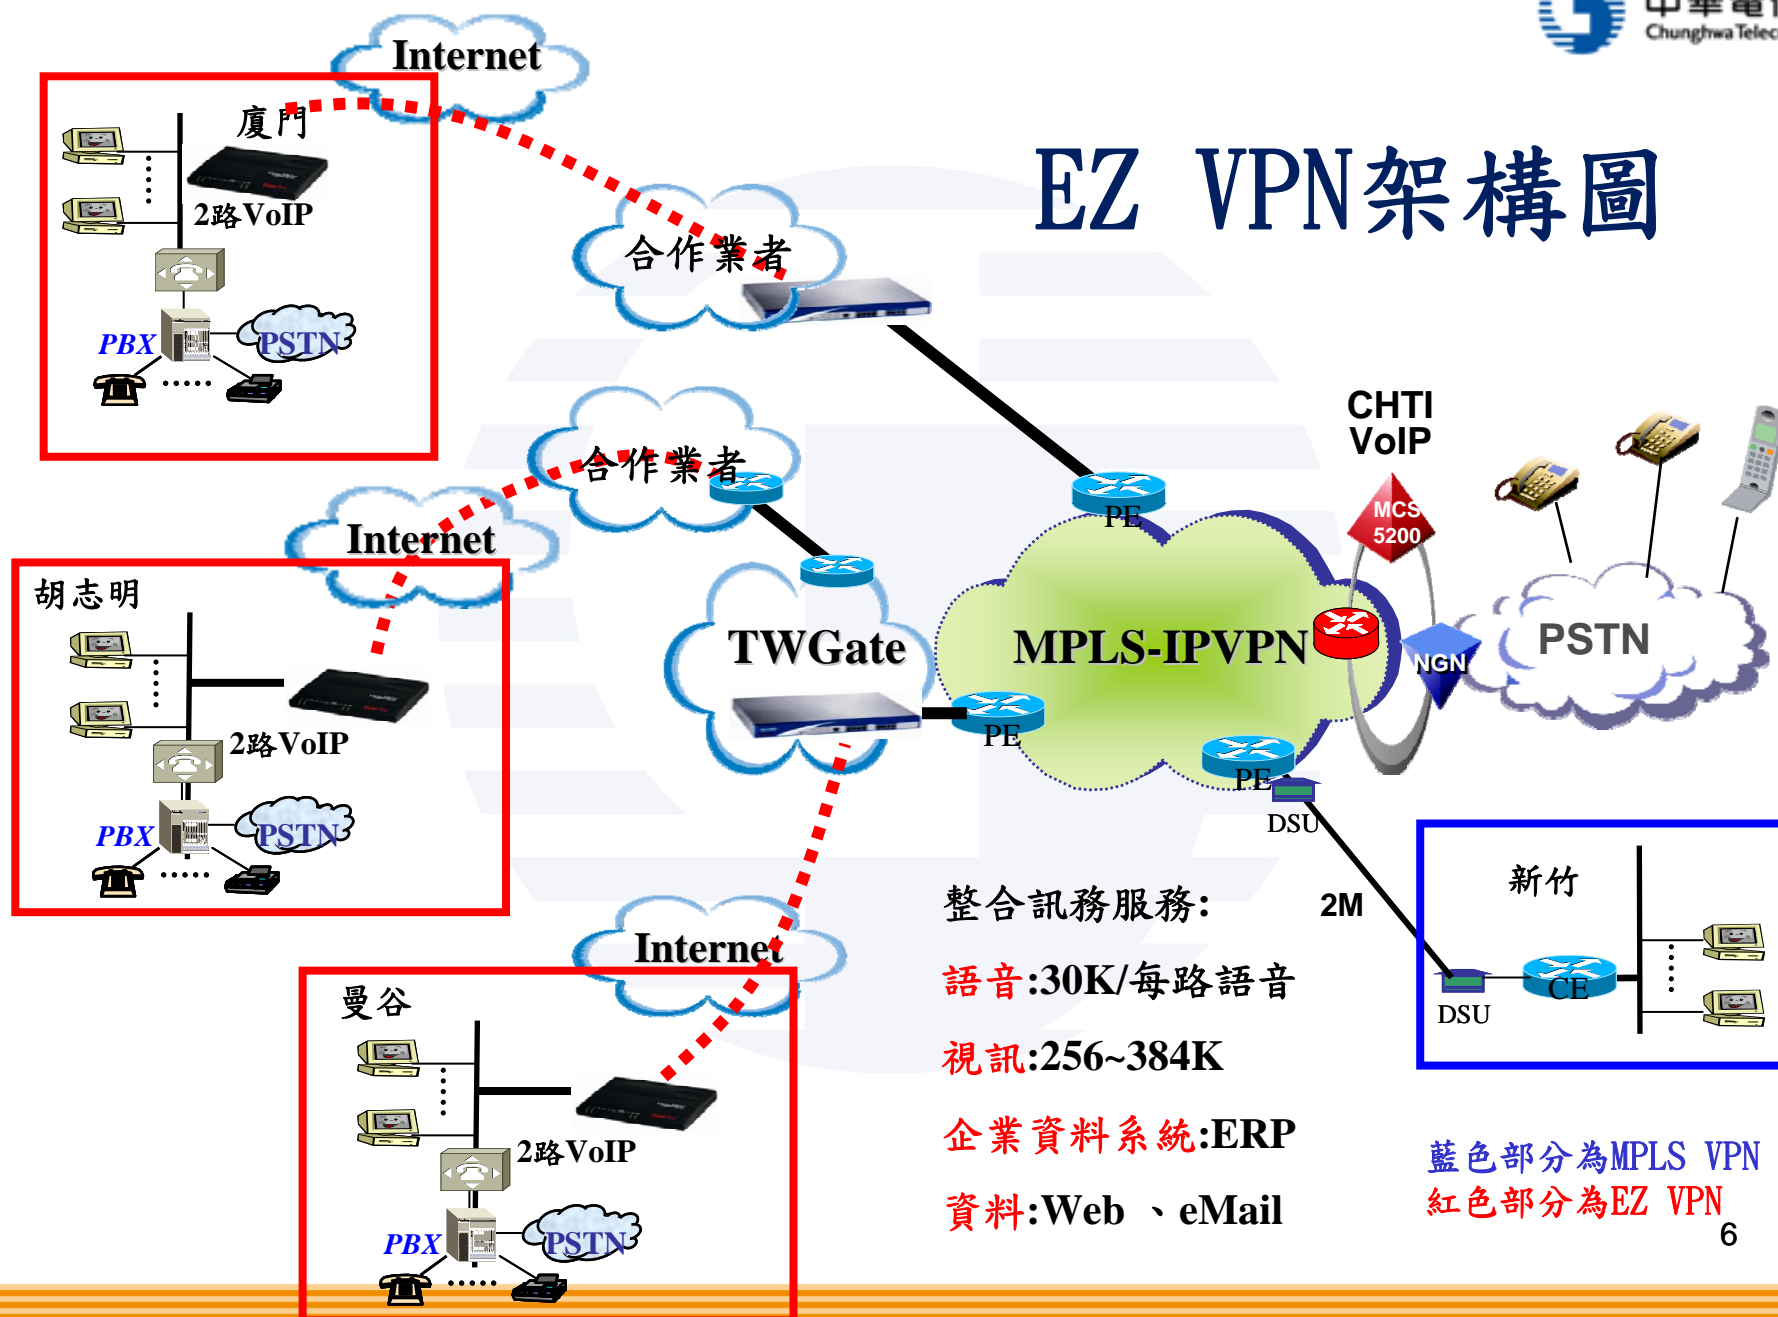 中華電信
Chunghwa Telec
Internet
廈門
2路VoIP
PBX
PSTN
EZ VPN架構圖
合作業者
合作業者
CHTI
VoIP
MCS
5200
PE
Internet
胡志明
2路VoIP
PBX
PSTN
TWGate
MPLS-IPVPN
NGN
PSTN
PE
PE
DSU
2M
新竹
DSU
CE
Internet
曼谷
2路VoIP
PBX
PSTN
整合訊務服務:
語音:30K/每路語音
視訊:256~384K
企業資料系統:ERP
資料:Web 、eMail
藍色部分為MPLS VPN
紅色部分為EZ VPN
6